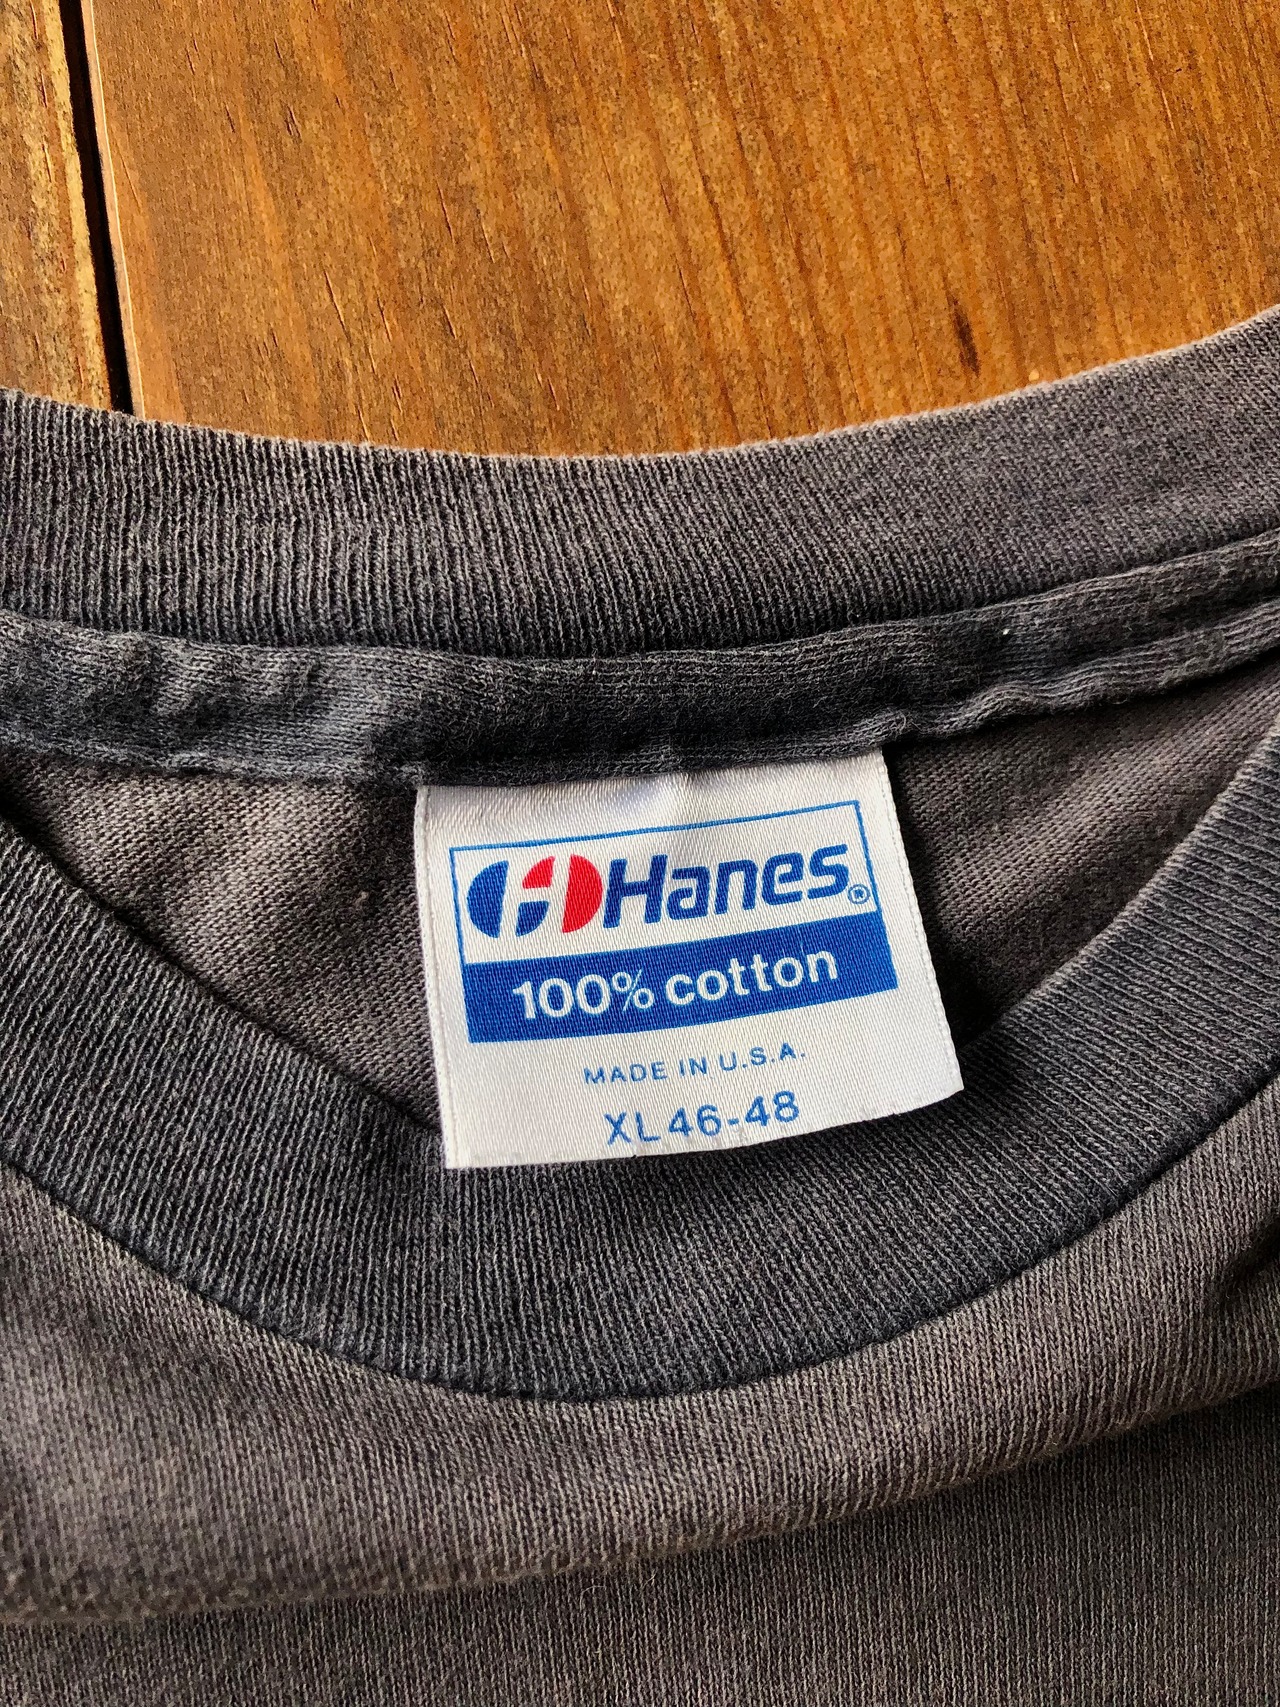 Hanes®
100% cotton
MADE IN U.S.A.
XL 46-48